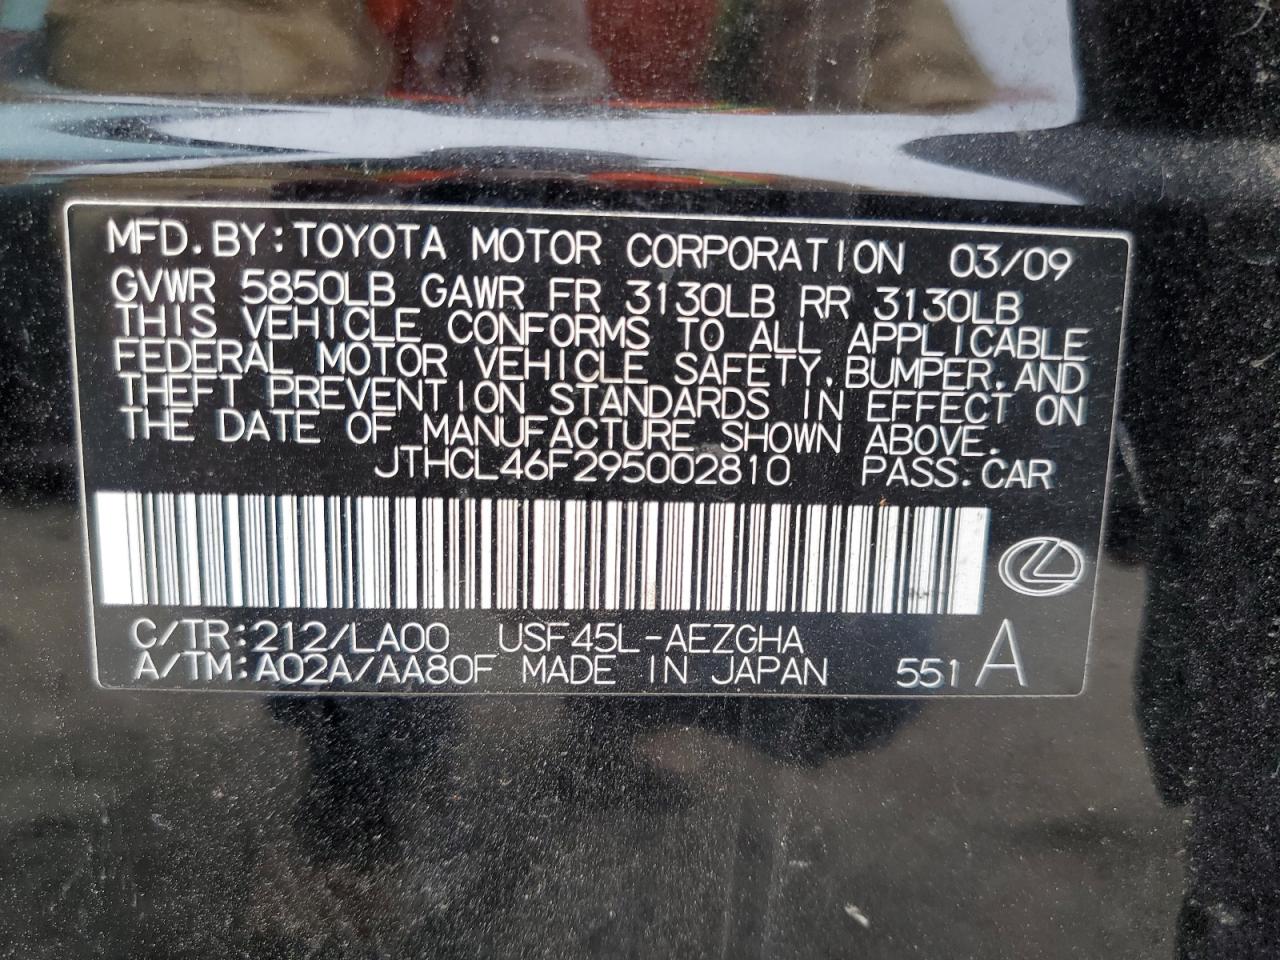 MFD.BY:TOYOTA MOTOR CORPORATION 03/09
GVWR 5850LB GAWR FR 3130LB RR 3130LB
THIS VEHICLE CONFORMS TO ALL APPLICABLE
FEDERAL MOTOR VEHICLE SAFETY,BUMPER,AND
THEFT PREVENTION STANDARDS IN EFFECT ON
THE DATE OF MANUFACTURE SHOWN ABOVE.
JTHCL46F295002810 PASS.CAR
C/TR:212/LA00 USF45L-AEZGHA
A/TM:A02A/AA80F MADE IN JAPAN 551 A